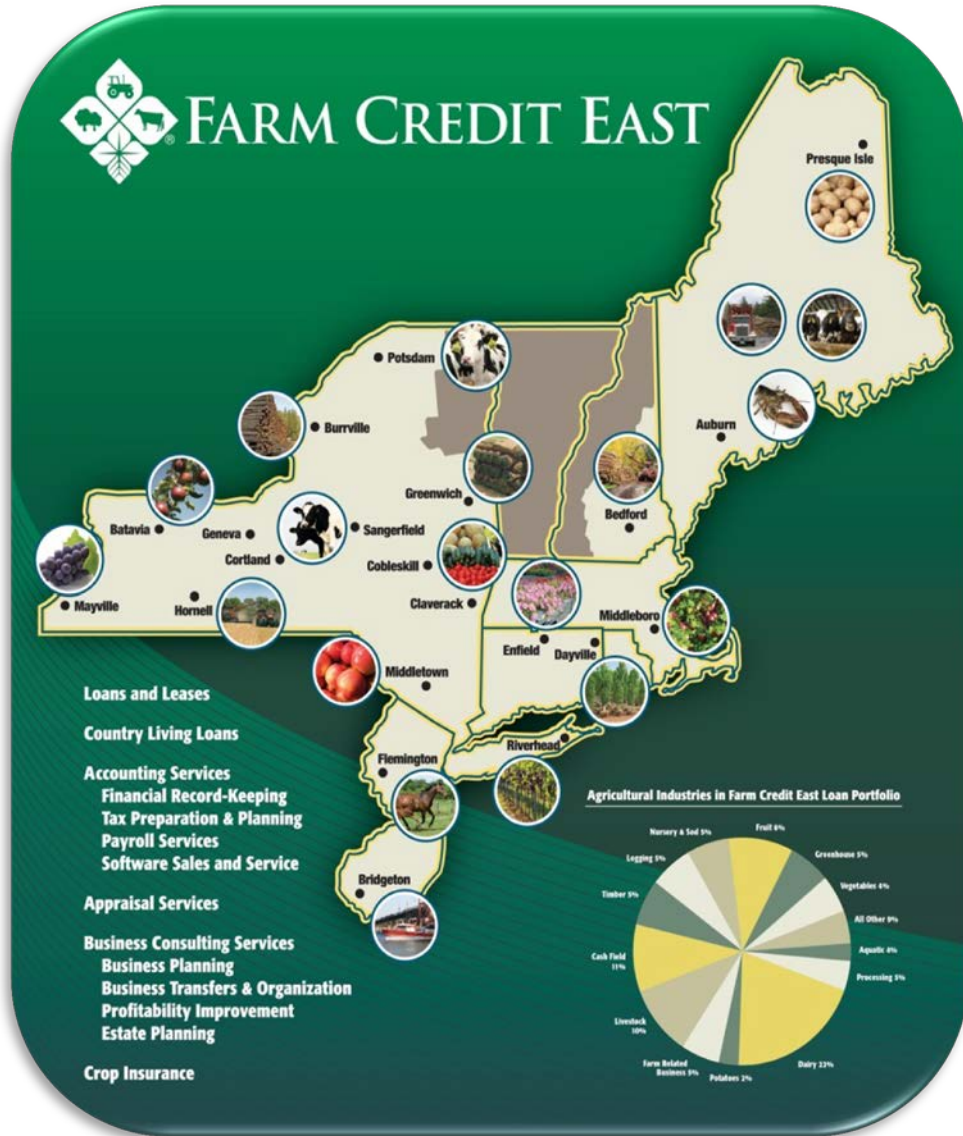 FARM CREDIT EAST
®
Presque Isle
Potsdam
Burrville
Auburn
Greenwich
Bedford
Batavia
Geneva
Sangerfield
Cortland
Cobleskill
Mayville
Hornell
Claverack
Middleboro
Enfield
Dayville
Middletown
Riverhead
Flemington
Bridgeton
Loans and Leases
Country Living Loans
Accounting Services
Financial Record-Keeping
Tax Preparation & Planning
Payroll Services
Software Sales and Service
Appraisal Services
Business Consulting Services
Business Planning
Business Transfers & Organization
Profitability Improvement
Estate Planning
Crop Insurance
Agricultural Industries in Farm Credit East Loan Portfolio
Nursery & Sod 5%
Fruit 8%
Greenhouse 5%
Logging 5%
Vegetables 4%
Timber 5%
All Other 9%
Aquatic 4%
Cash Field
11%
Processing 5%
Livestock
10%
Farm Related
Business 5%
Potatoes 2%
Dairy 22%